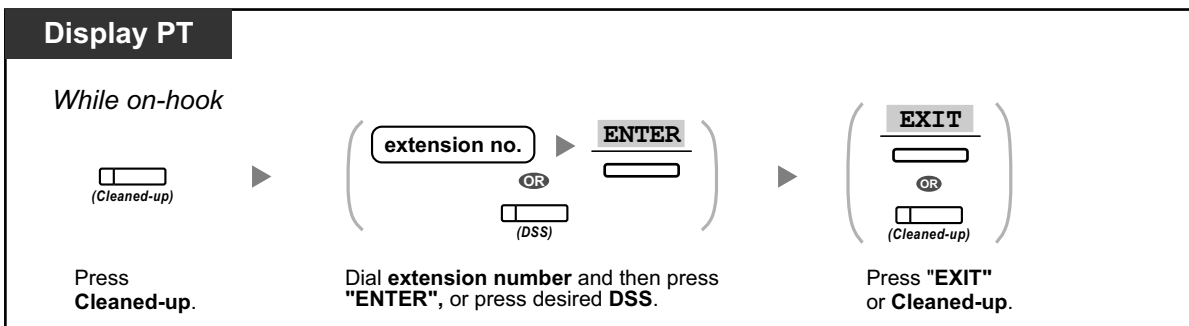 Display PT
While on-hook
(Cleaned-up)
extension no.
ENTER
OR
(DSS)
EXIT
OR
(Cleaned-up)
Press
Cleaned-up.
Dial extension number and then press
"ENTER", or press desired DSS.
Press "EXIT"
or Cleaned-up.